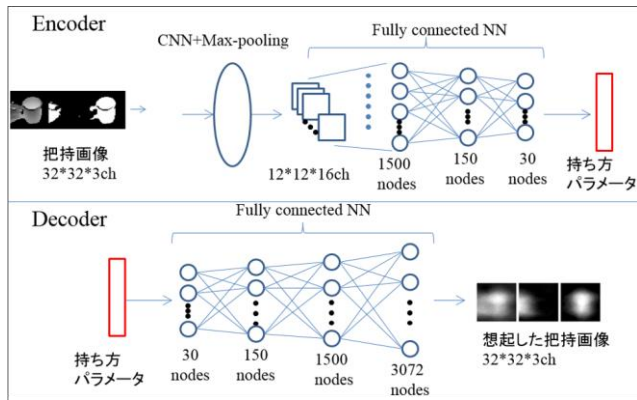 Encoder
CNN+Max-pooling
Fully connected NN
把持画像
32*32*3ch
12*12*16ch
1500
nodes
150
nodes
30
nodes
持ち方
パラメータ
Decoder
Fully connected NN
持ち方
パラメータ
30
nodes
150
nodes
1500
nodes
3072
nodes
想起した把持画像
32*32*3ch